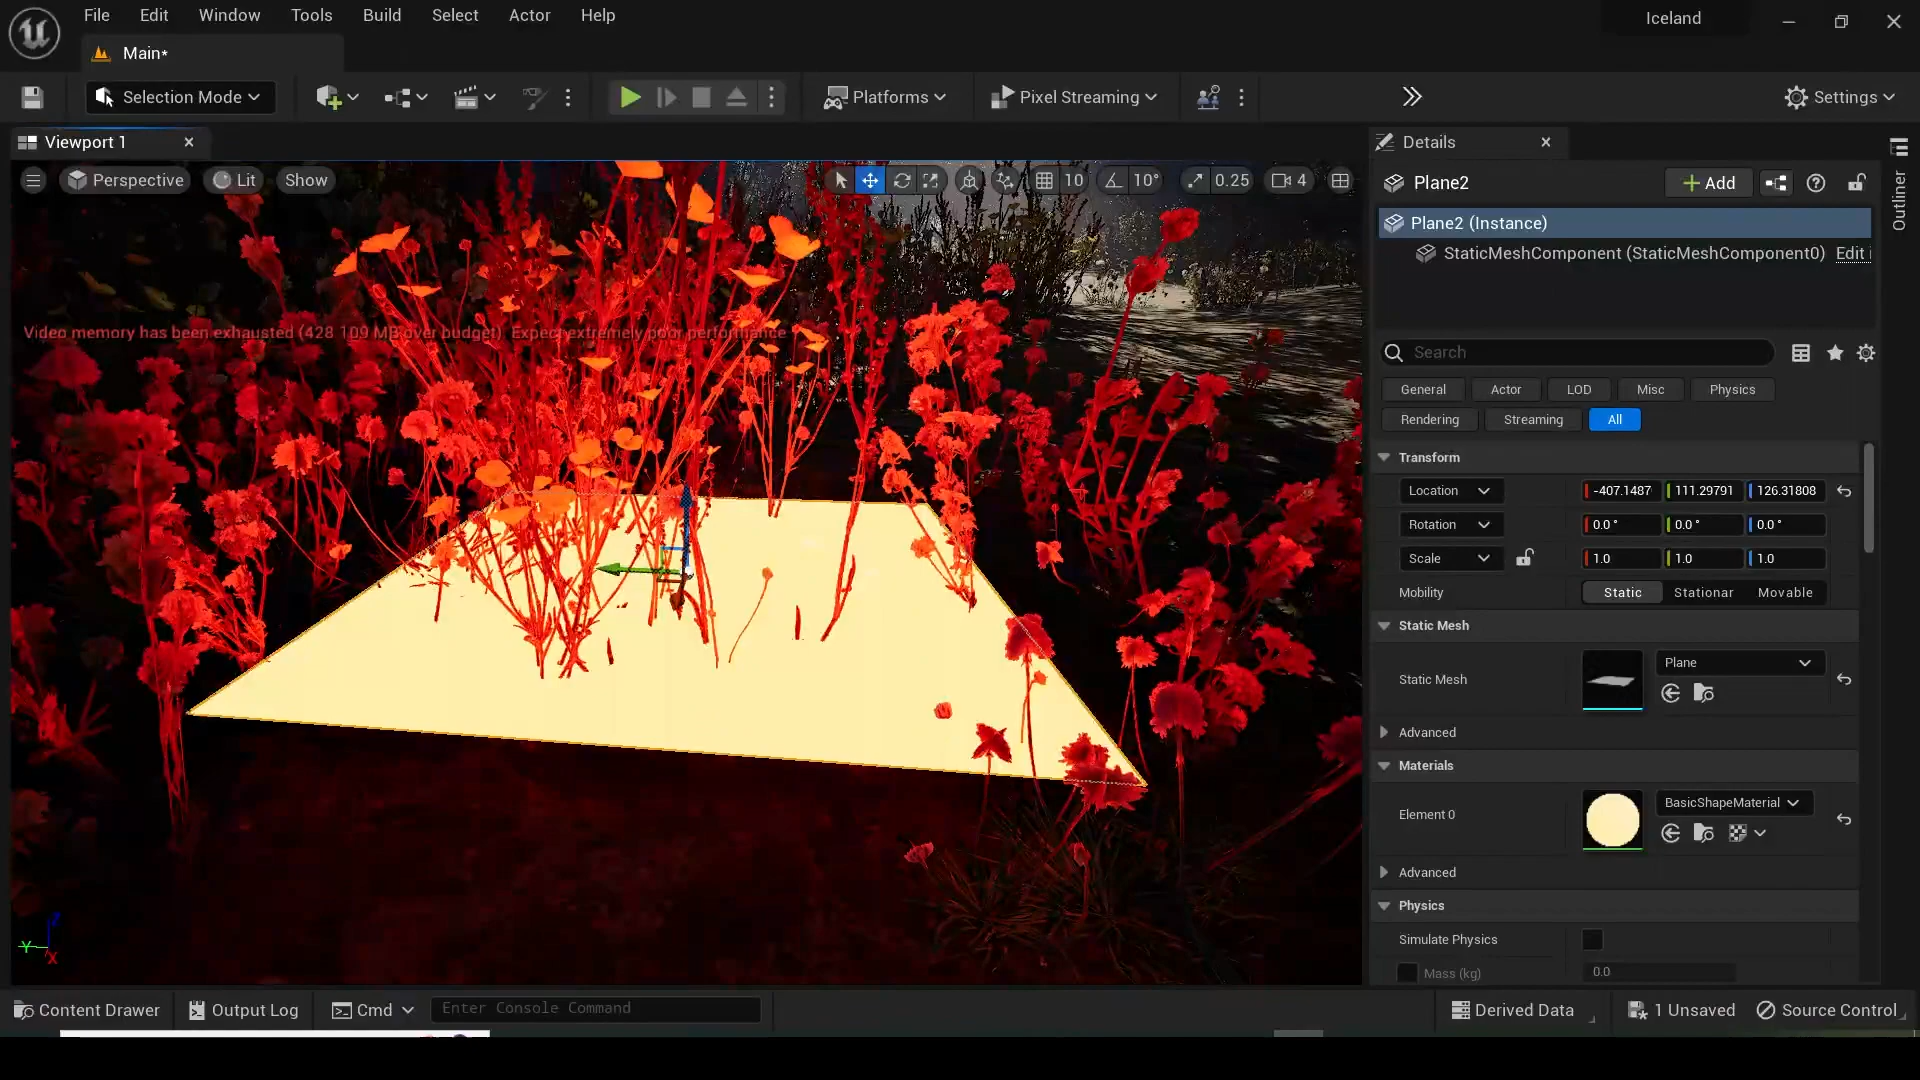 File Edit Window Tools Build Select Actor Help
Iceland
Main*
Selection Mode
Platforms
Pixel Streaming
Settings
Viewport 1
Details
Perspective
Lit
Show
10
10°
0.25
4
Plane2
Add
Outliner
Plane2 (Instance)
StaticMeshComponent (StaticMeshComponent0)
Edit i
Video memory has been exhausted (428.109 MB over budget). Expect extremely poor performance
Search
General Actor LOD Misc Physics
Rendering Streaming All
Transform
Location -407.1487 111.29791 126.31808
Rotation 0.0 ° 0.0 ° 0.0 °
Scale 1.0 1.0 1.0
Mobility Static Stationar Movable
Static Mesh
Static Mesh Plane
Advanced
Materials
Element 0 BasicShapeMaterial
Advanced
Physics
Simulate Physics
Mass (kg) 0.0
Y
Z
X
Content Drawer Output Log Cmd Enter Console Command
Derived Data 1 Unsaved Source Control